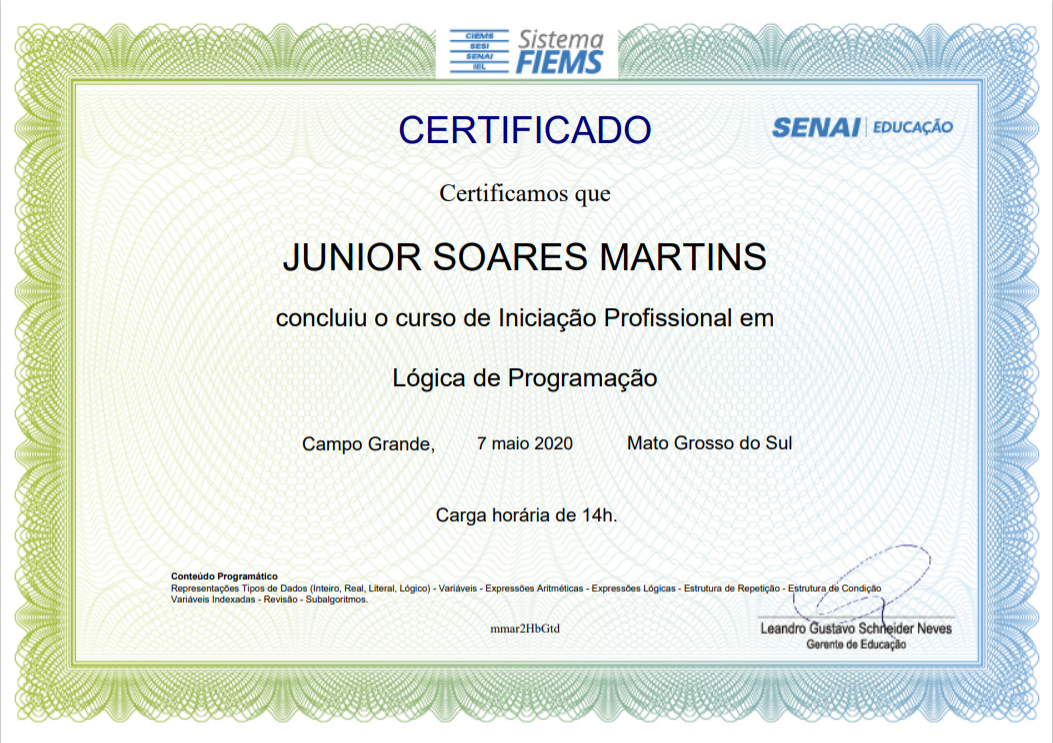 CIEMS
SESI
SENAI
IEL
Sistema
FIEMS
CERTIFICADO
SENAI EDUCAÇÃO
Certificamos que
JUNIOR SOARES MARTINS
concluiu o curso de Iniciação Profissional em
Lógica de Programação
Campo Grande, 7 maio 2020 Mato Grosso do Sul
Carga horária de 14h.
Conteúdo Programático
Representações Tipos de Dados (Inteiro, Real, Literal, Lógico) - Variáveis - Expressões Aritméticas - Expressões Lógicas - Estrutura de Repetição - Estrutura de Condição
Variáveis Indexadas - Revisão - Subalgoritmos.
mmar2HbGtd
Leandro Gustavo Schneider Neves
Gerente de Educação